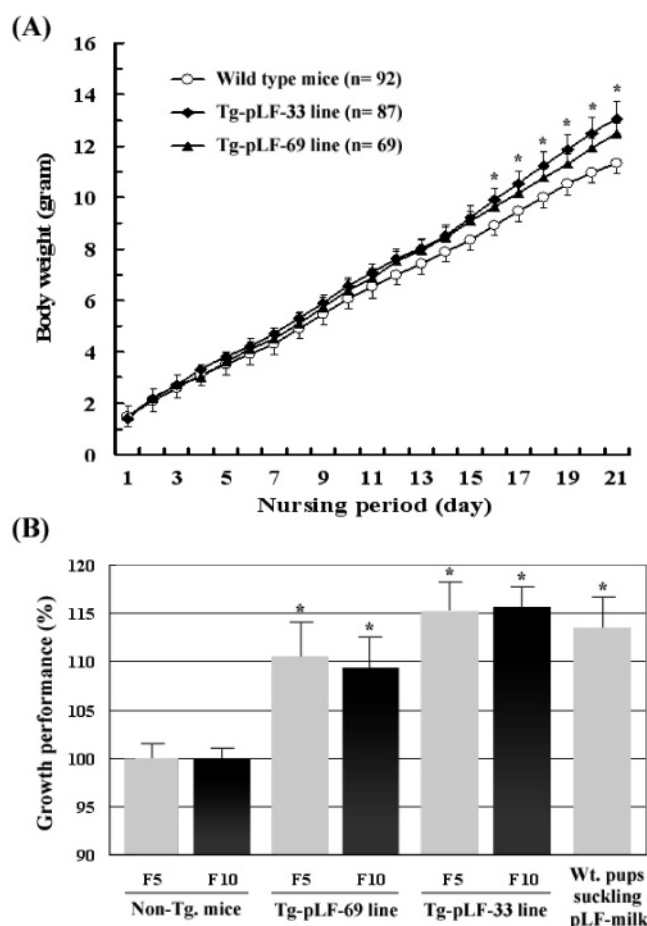 (A)
16
14
12
10
8
6
4
2
0
Body weight (gram)
Wild type mice (n= 92)
Tg-pLF-33 line (n= 87)
Tg-pLF-69 line (n= 69)
* * * * * *
1 3 5 7 9 11 13 15 17 19 21
Nursing period (day)
(B)
120
115
110
105
100
95
90
Growth performance (%)
* * * * *
F5 F10 F5 F10 F5 F10
Non-Tg. mice Tg-pLF-69 line Tg-pLF-33 line
Wt. pups
suckling
pLF-milk